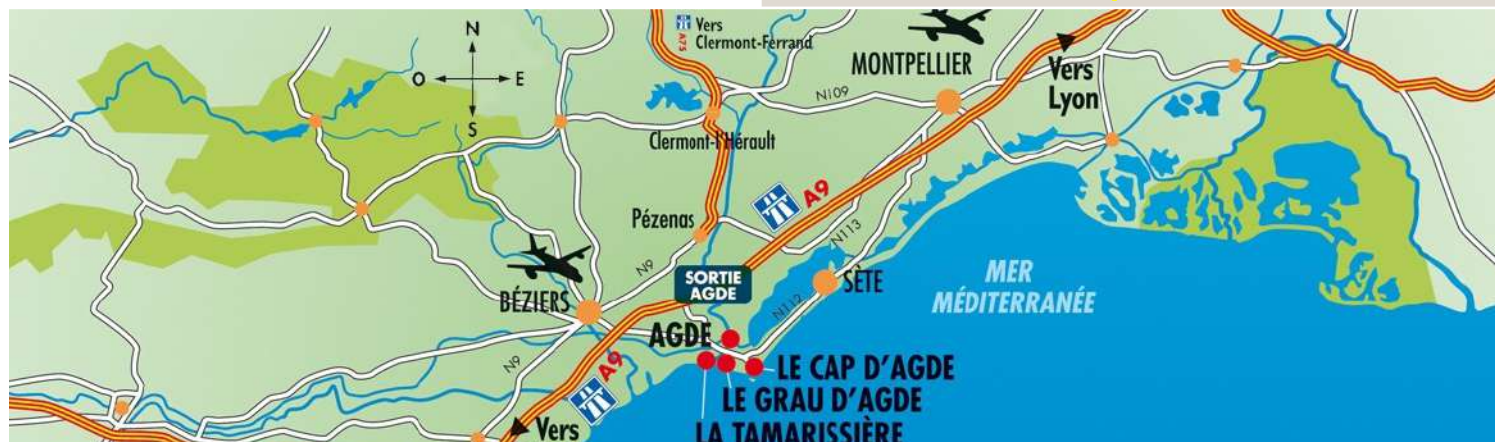 N
O
E
S
Vers
Clermont-Ferrand
A75
MONTPELLIER
Vers
Lyon
N109
Clermont-l'Hérault
A9
Pézenas
N113
N9
SORTIE
AGDE
SÈTE
MER
MÉDITERRANÉE
BÉZIERS
N112
AGDE
N9
A9
LE CAP D'AGDE
LE GRAU D'AGDE
LA TAMARISSIÈRE
Vers